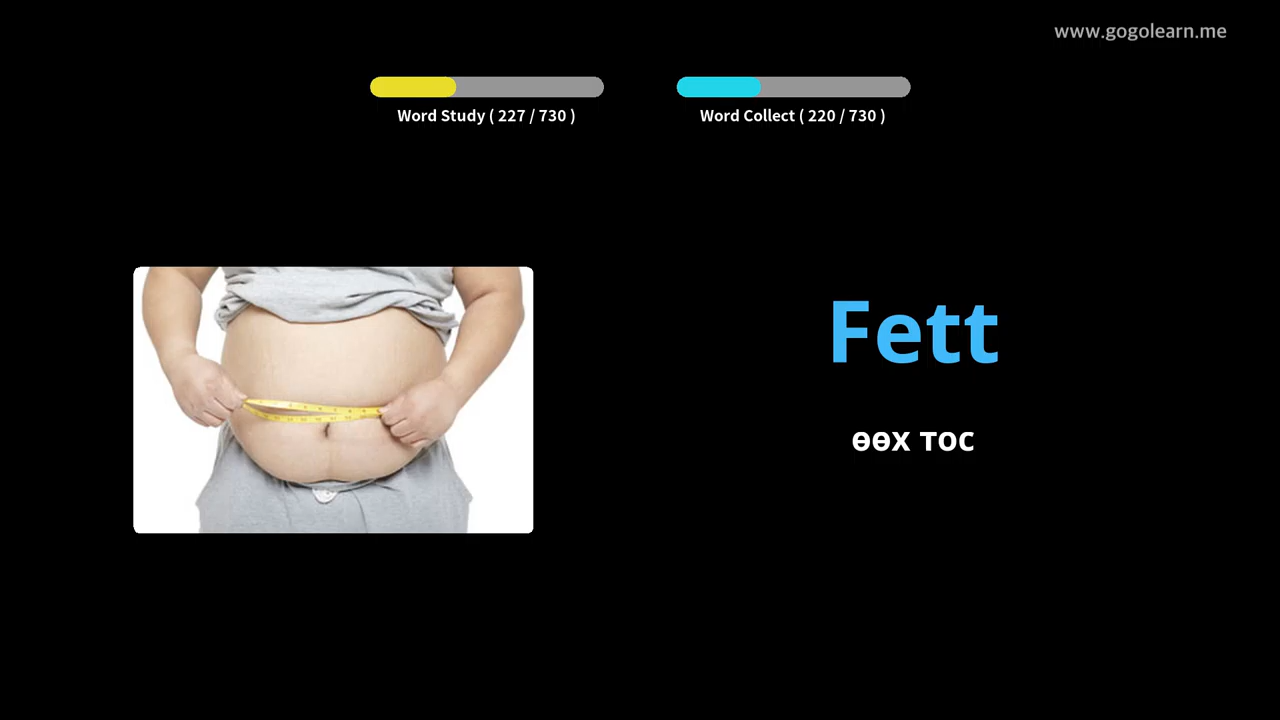 www.gogolearn.me
Word Study ( 227 / 730 )
Word Collect ( 220 / 730 )
Fett
өөх тос